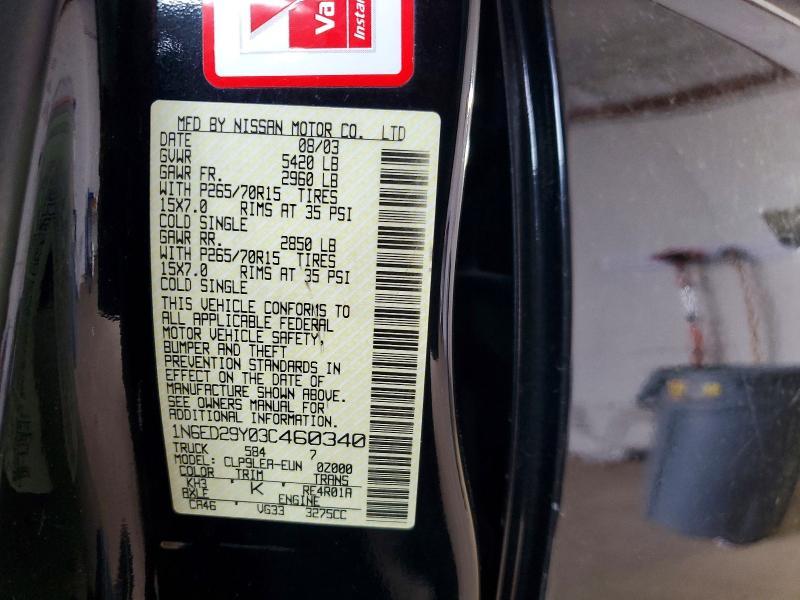 Va
Instan
MFD BY NISSAN MOTOR CO. LTD
DATE 08/03
GVWR 5420 LB
GAWR FR. 2960 LB
WITH P265/70R15 TIRES
15X7.0 RIMS AT 35 PSI
COLD SINGLE
GAWR RR. 2850 LB
WITH P265/70R15 TIRES
15X7.0 RIMS AT 35 PSI
COLD SINGLE
THIS VEHICLE CONFORMS TO
ALL APPLICABLE FEDERAL
MOTOR VEHICLE SAFETY,
BUMPER AND THEFT
PREVENTION STANDARDS IN
EFFECT ON THE DATE OF
MANUFACTURE SHOWN ABOVE.
SEE OWNERS MANUAL FOR
ADDITIONAL INFORMATION.
1N6ED29Y03C460340
TRUCK 584 7
MODEL: CLP9LEA-EUN 0Z000
COLOR TRIM TRANS
KH3 K RE4R01A
AXLE ENGINE
CA46 VG33 3275CC